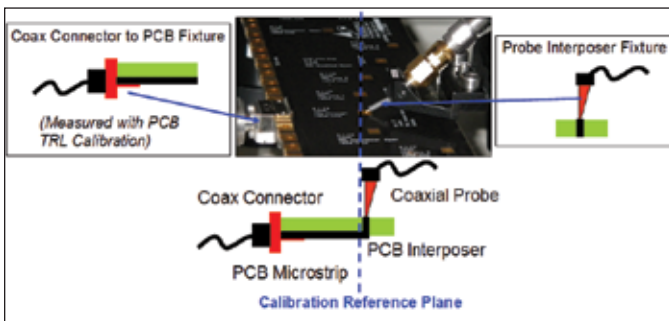 Coax Connector to PCB Fixture
(Measured with PCB
TRL Calibration)
Probe Interposer Fixture
Coax Connector
Coaxial Probe
PCB Interposer
PCB Microstrip
Calibration Reference Plane